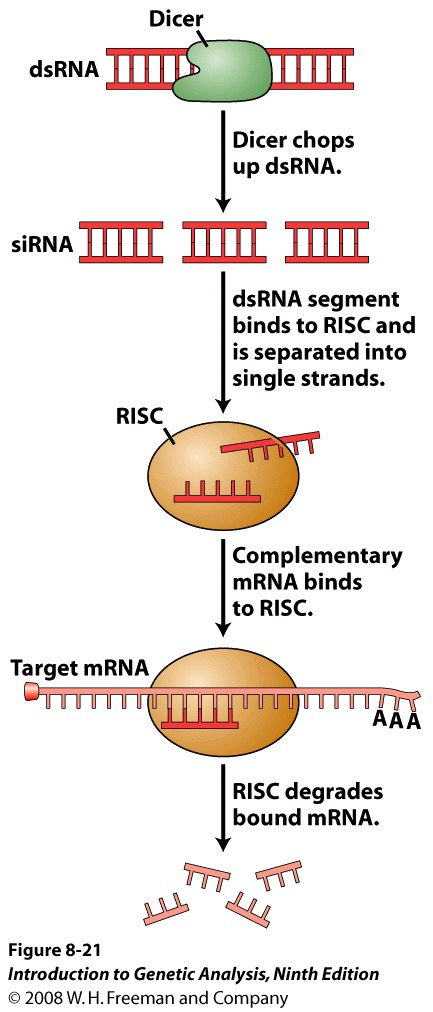 Dicer
dsRNA
Dicer chops
up dsRNA.
siRNA
dsRNA segment
binds to RISC and
is separated into
single strands.
RISC
Complementary
mRNA binds
to RISC.
Target mRNA
AAA
RISC degrades
bound mRNA.
Figure 8-21
Introduction to Genetic Analysis, Ninth Edition
© 2008 W. H. Freeman and Company